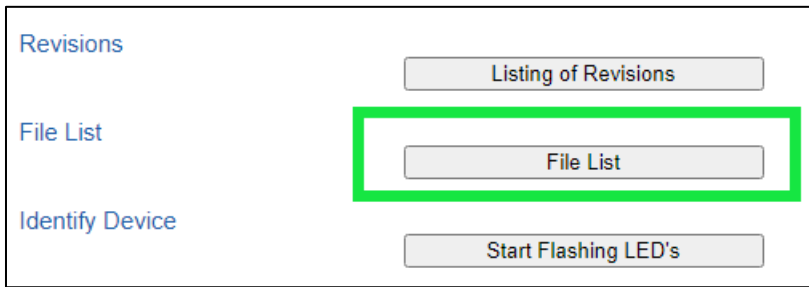 Revisions
Listing of Revisions
File List
File List
Identify Device
Start Flashing LED's